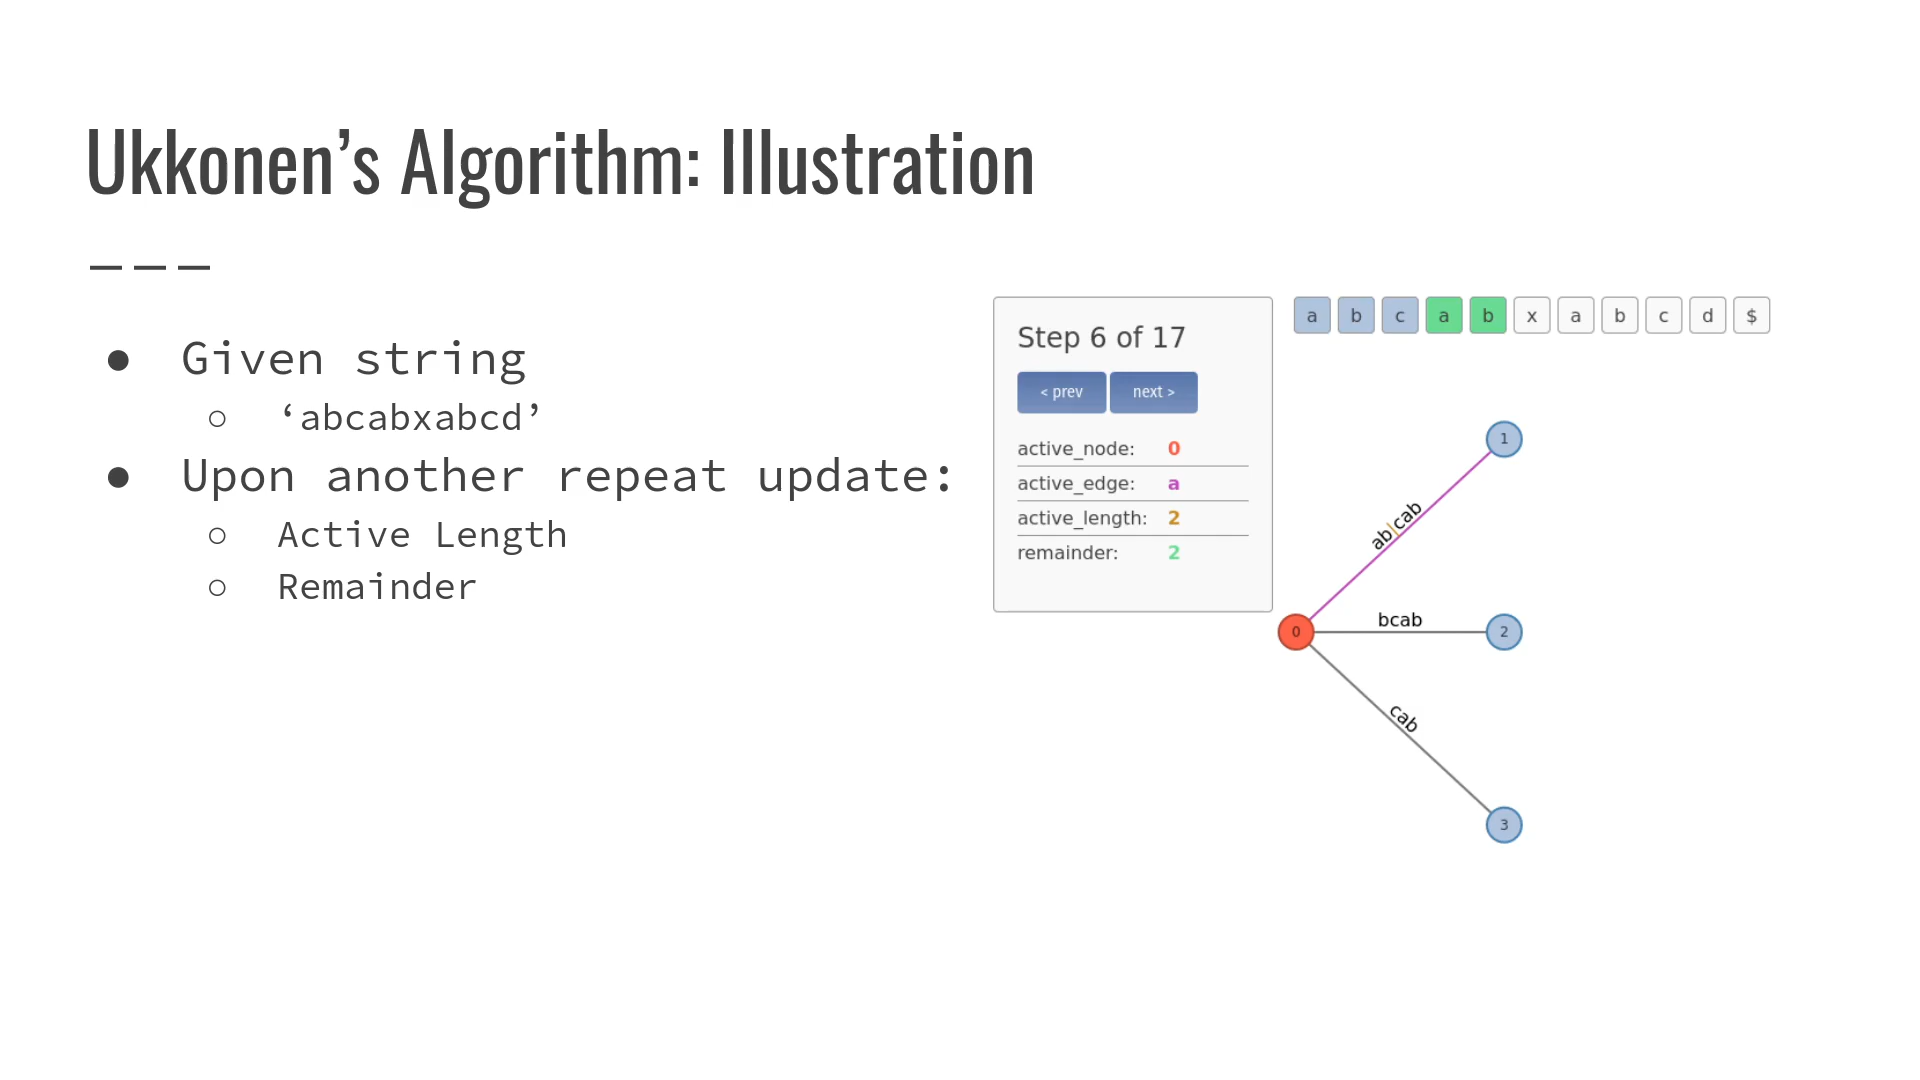 Ukkonen’s Algorithm: Illustration
● Given string
○ ‘abcabxabcd’
● Upon another repeat update:
○ Active Length
○ Remainder
Step 6 of 17
< prev next >
active_node: 0
active_edge: a
active_length: 2
remainder: 2
a b c a b x a b c d $
1
ab|cab
0
bcab
2
cab
3